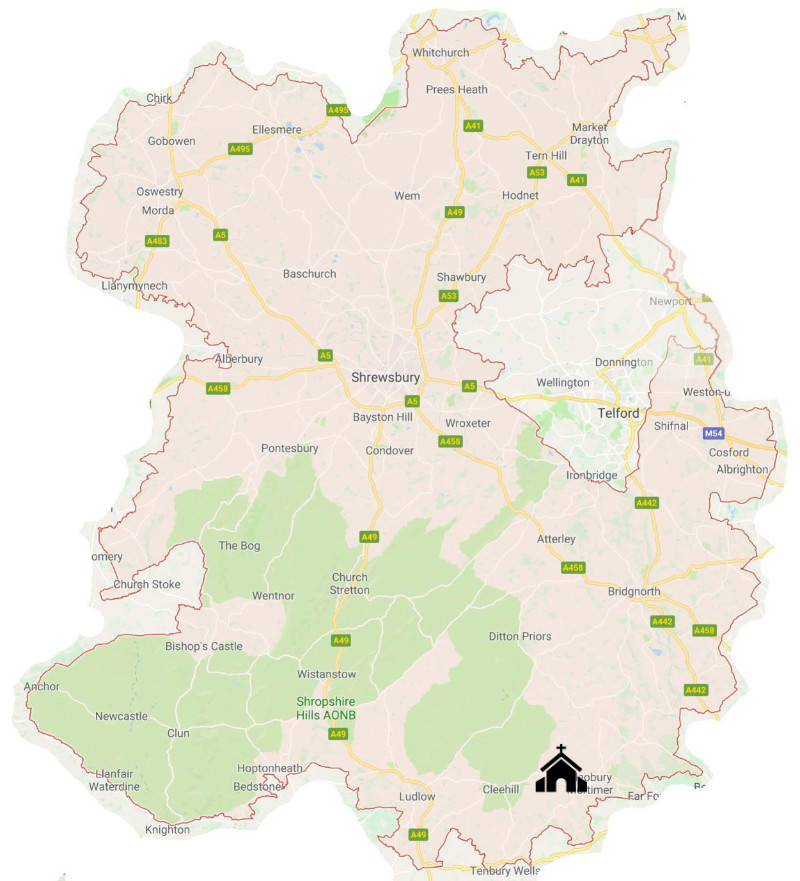 M
Whitchurch
Prees Heath
Chirk
A495
Ellesmere
A41
Market
Drayton
Gobowen
A495
Tern Hill
A53
A41
Oswestry
Wem
Hodnet
Morda
A49
A5
A483
Baschurch
Shawbury
Llanymynech
A53
Newport
Alberbury
A5
A41
Donnington
Shrewsbury
Wellington
A458
A5
Weston-u
A5
Telford
Bayston Hill
Wroxeter
Shifnal
M54
A458
Pontesbury
Condover
Cosford
Albrighton
Ironbridge
A442
A49
Atterley
The Bog
omery
A458
Church Stoke
Church
Stretton
Wentnor
Bridgnorth
A442
A458
Ditton Priors
A49
Bishop's Castle
Wistanstow
Anchor
A442
Shropshire
Hills AONB
Newcastle
Clun
A49
Hoptonheath
Llanfair
Waterdine
Bedstone
obury
rtimer
Ludlow
Cleehill
Far Fo
Be
Knighton
A49
Tenbury Wells